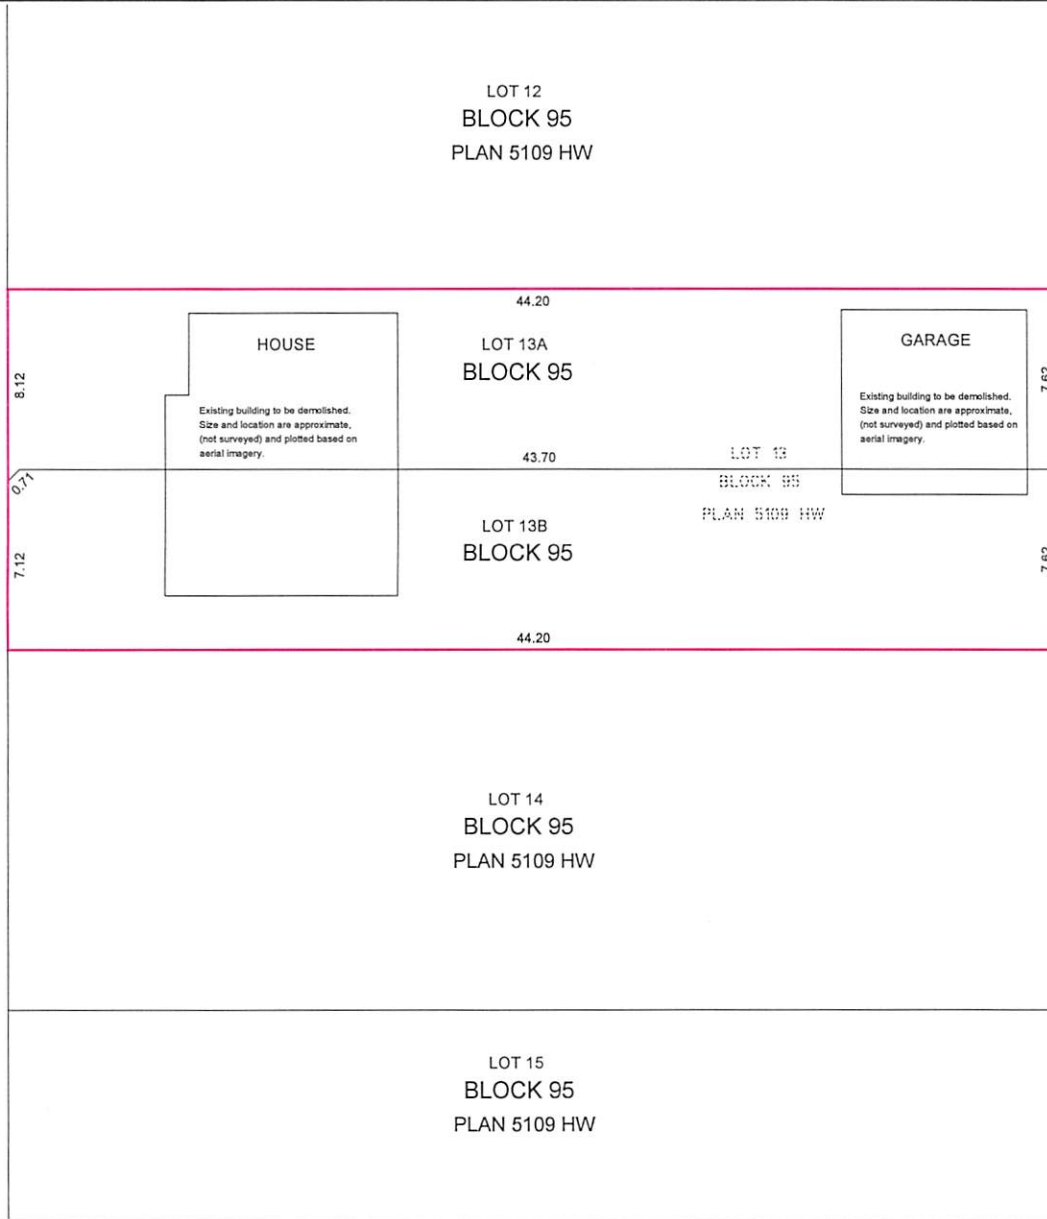 LOT 12
BLOCK 95
PLAN 5109 HW
44.20
HOUSE
LOT 13A
BLOCK 95
GARAGE
8.12
7.62
Existing building to be demolished.
Size and location are approximate,
(not surveyed) and plotted based on
aerial imagery.
Existing building to be demolished.
Size and location are approximate,
(not surveyed) and plotted based on
aerial imagery.
43.70
LOT 13
BLOCK 95
PLAN 5109 HW
0.71
LOT 13B
BLOCK 95
7.12
7.62
44.20
LOT 14
BLOCK 95
PLAN 5109 HW
LOT 15
BLOCK 95
PLAN 5109 HW